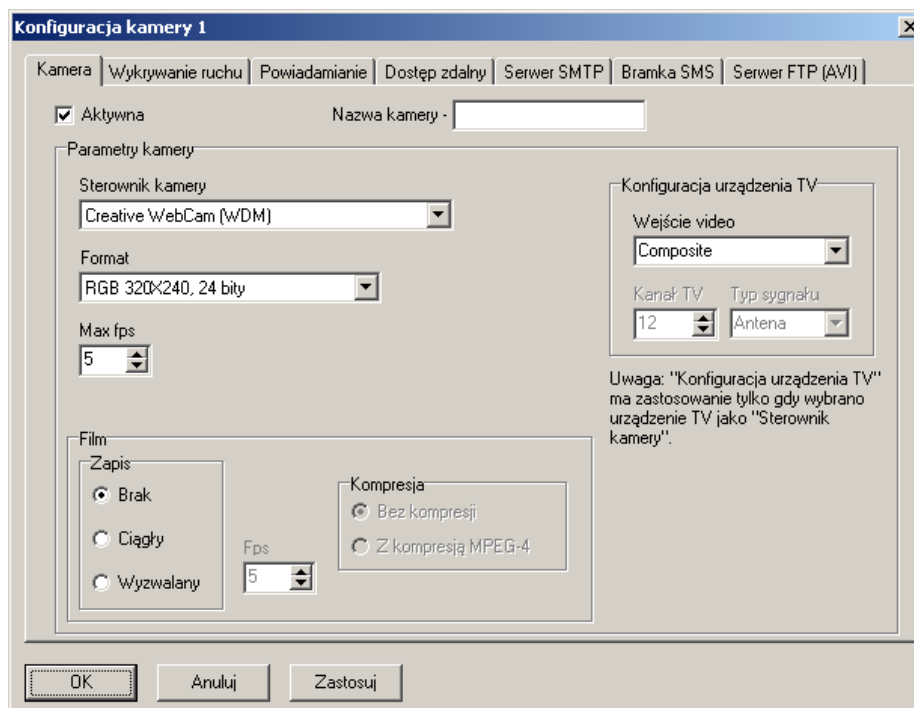 Konfiguracja kamery 1
Kamera Wykrywanie ruchu Powiadamianie Dostęp zdalny Serwer SMTP Bramka SMS Serwer FTP (AVI)
Aktywna Nazwa kamery -
Parametry kamery
Sterownik kamery
Creative WebCam (WDM)
Format
RGB 320X240, 24 bity
Max fps
5
Konfiguracja urządzenia TV
Wejście video
Composite
Kanał TV Typ sygnału
12 Antena
Uwaga: "Konfiguracja urządzenia TV"
ma zastosowanie tylko gdy wybrano
urządzenie TV jako "Sterownik
kamery".
Film
Zapis
Brak
Ciągły
Wyzwalany
Fps
5
Kompresja
Bez kompresji
Z kompresją MPEG-4
OK Anuluj Zastosuj